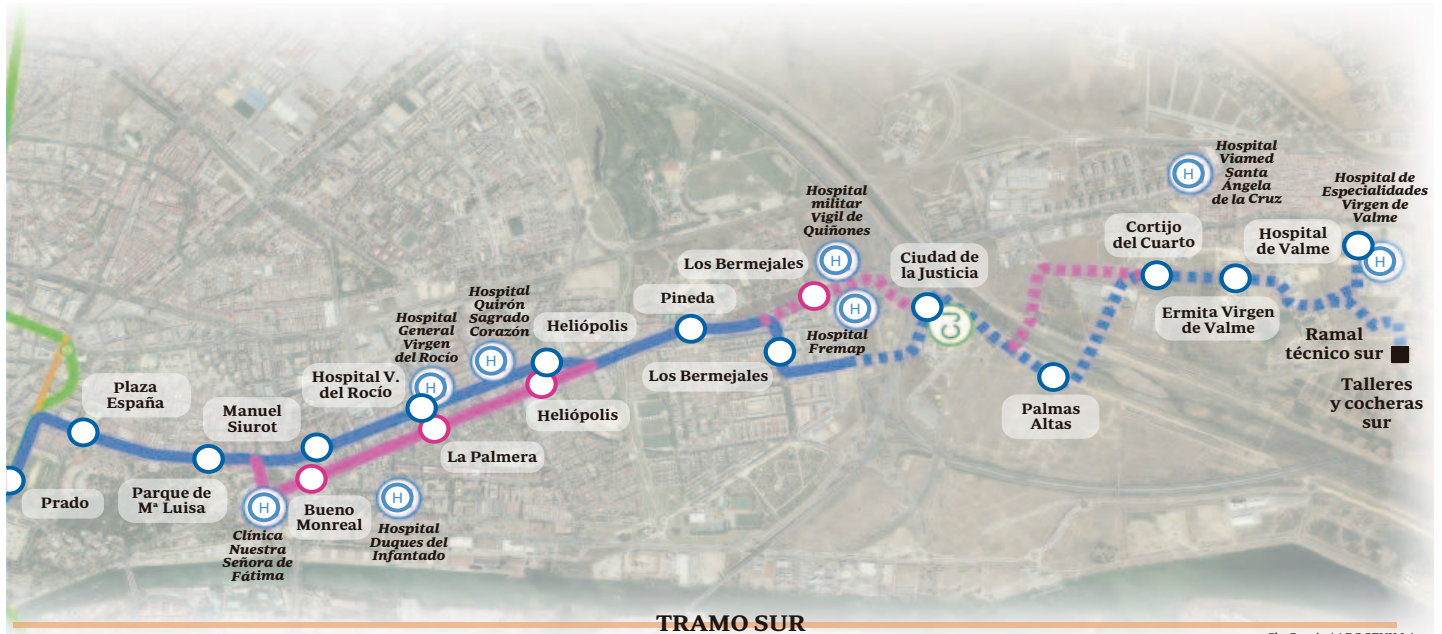 Hospital
Viamed
Santa
Ángela
de la Cruz
Hospital de
Especialidades
Virgen de
Valme
Hospital
militar
Vigil de
Quiñones
Cortijo
del Cuarto
Hospital
de Valme
Los Bermejales
Ciudad de
la Justicia
Hospital
Quirón
Sagrado
Corazón
Pineda
Hospital
General
Virgen
del Rocío
Heliópolis
Hospital
Fremap
Ermita Virgen
de Valme
CJ
Ramal
técnico sur
Plaza
España
Hospital V.
del Rocío
Los Bermejales
Talleres
y cocheras
sur
Manuel
Siurot
Heliópolis
Palmas
Altas
La Palmera
Prado
Parque de
Mª Luisa
Bueno
Monreal
Clínica
Nuestra
Señora de
Fátima
Hospital
Duques del
Infantado
H
H
H
H
H
H
H
H
TRAMO SUR